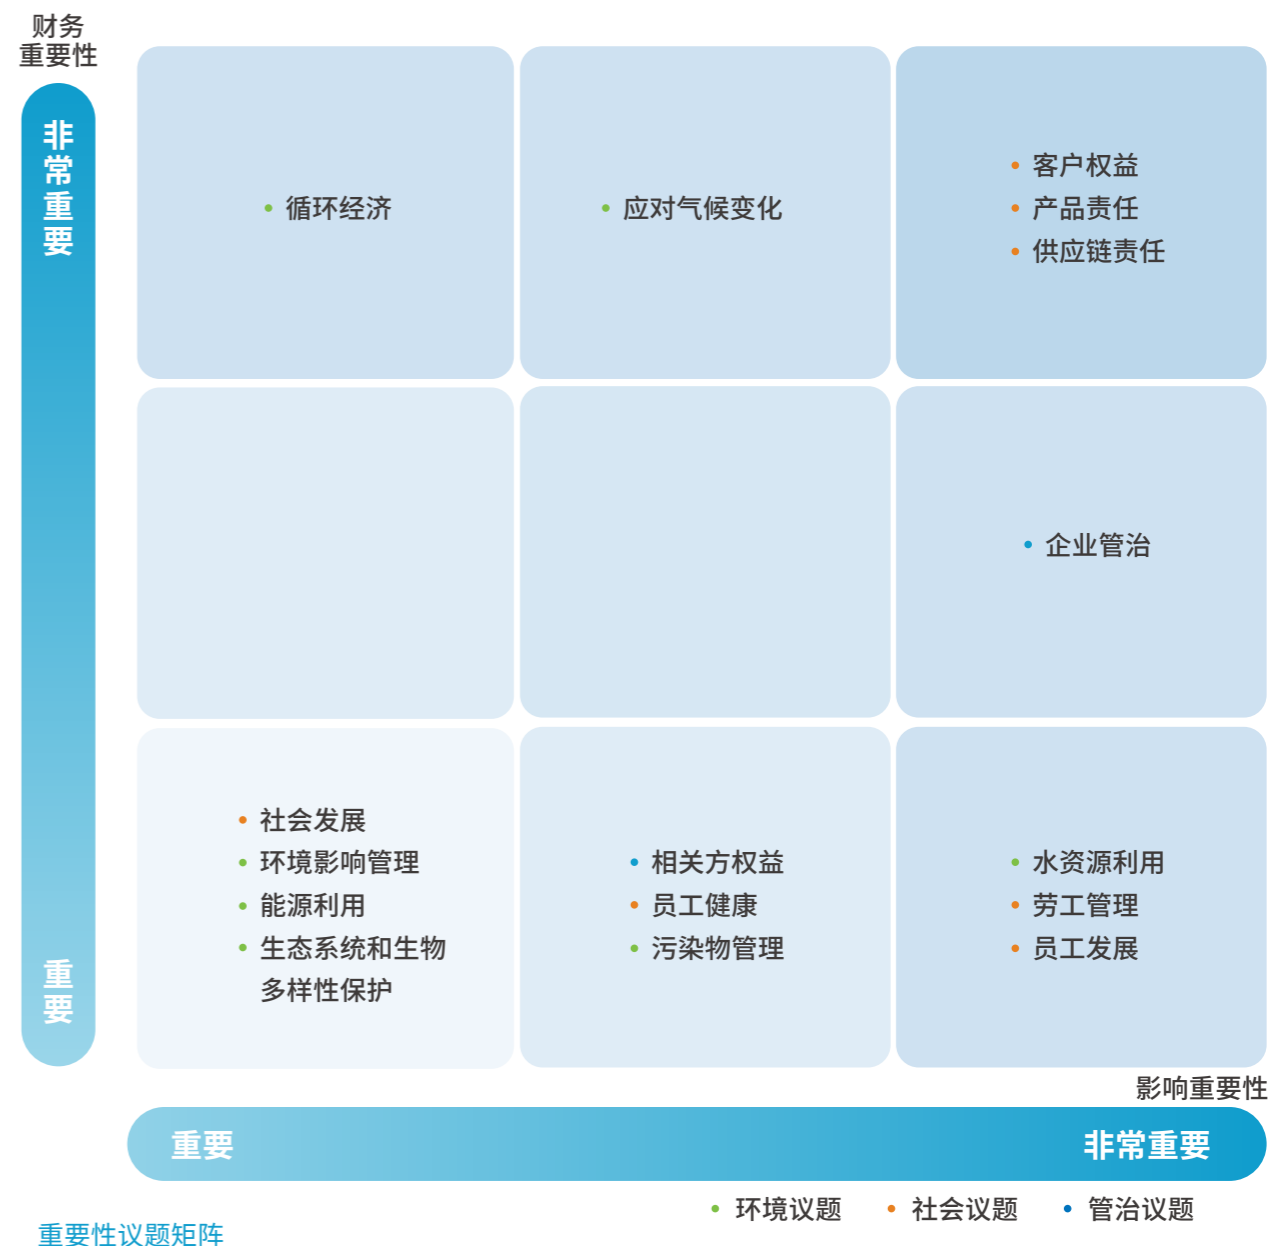 财务
重要性
非常重要
• 循环经济
• 应对气候变化
• 客户权益
• 产品责任
• 供应链责任
• 企业管治
重要
• 社会发展
• 环境影响管理
• 能源利用
• 生态系统和生物
多样性保护
• 相关方权益
• 员工健康
• 污染物管理
• 水资源利用
• 劳工管理
• 员工发展
影响重要性
重要
非常重要
• 环境议题 • 社会议题 • 管治议题
重要性议题矩阵